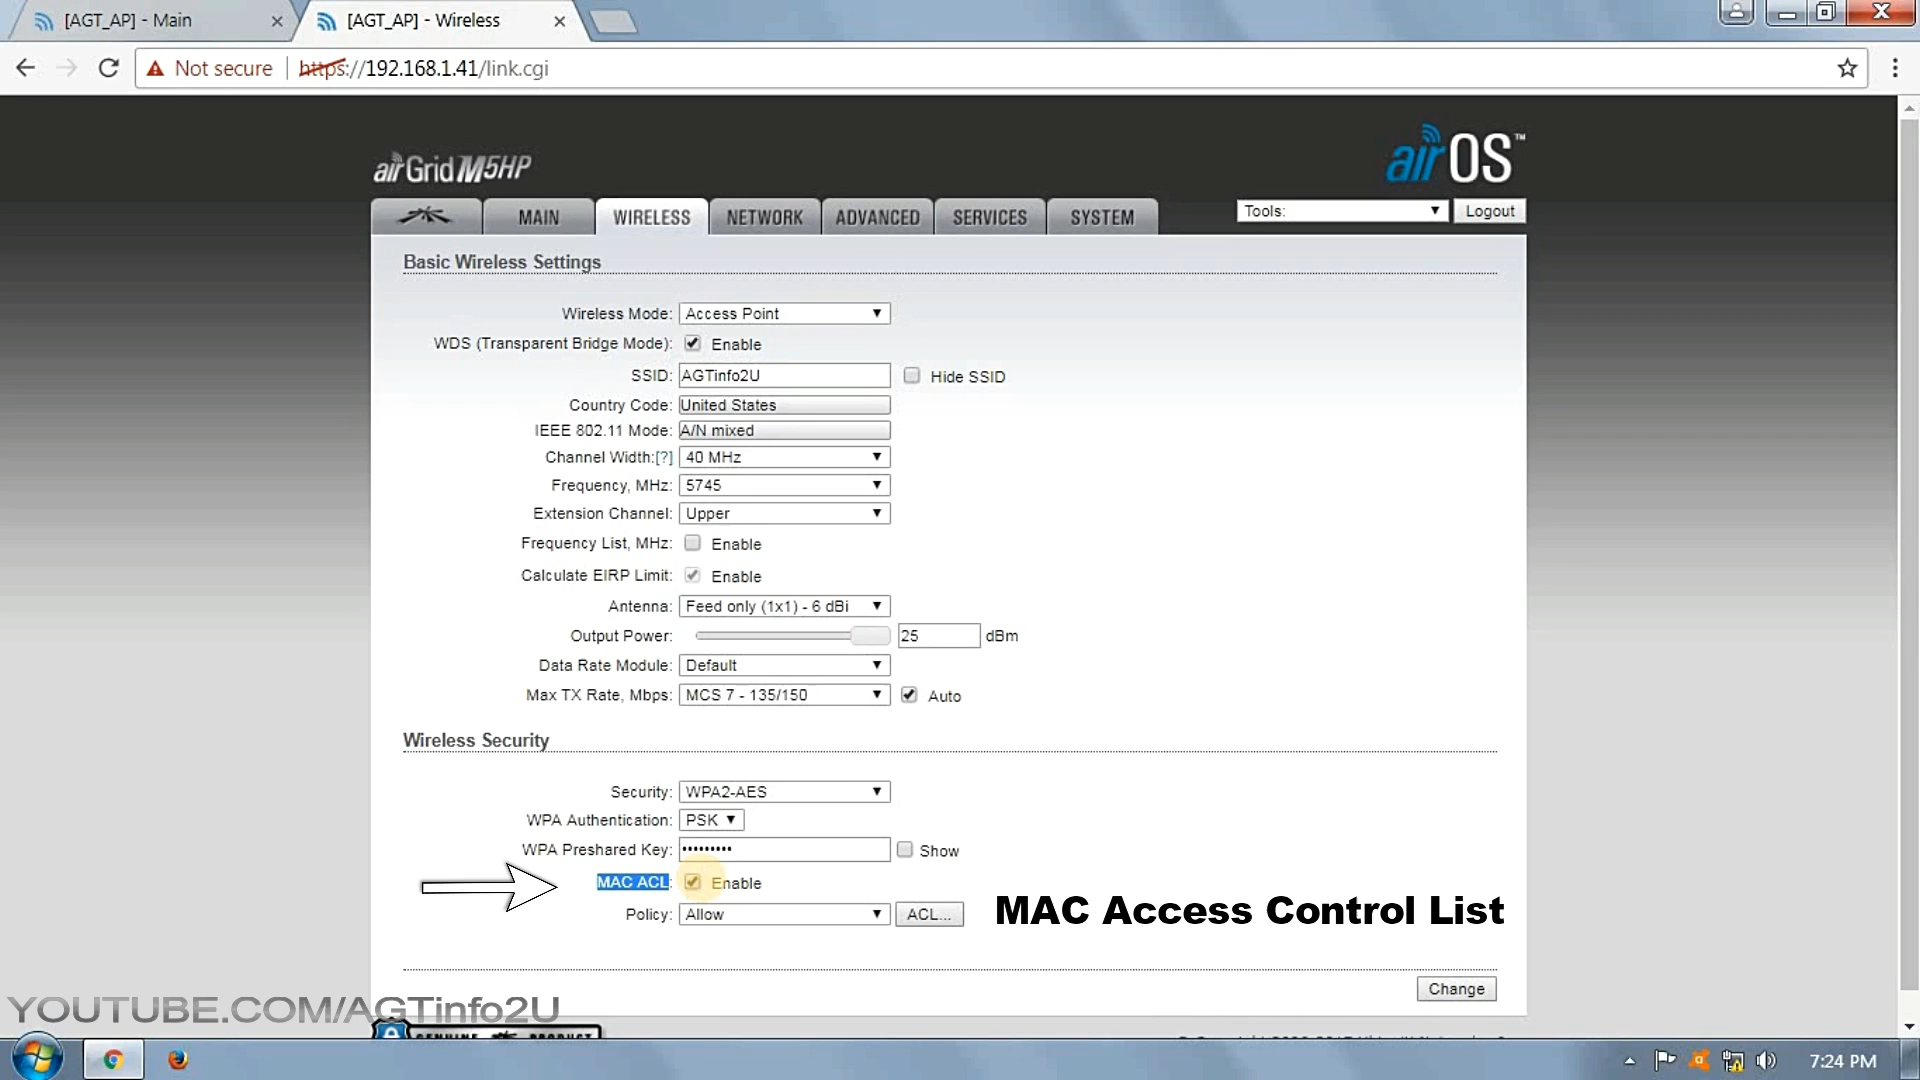 [AGT_AP] - Main
[AGT_AP] - Wireless
Not secure
https://192.168.1.41/link.cgi
airGrid M5HP
airOS™
MAIN
WIRELESS
NETWORK
ADVANCED
SERVICES
SYSTEM
Tools:
Logout
Basic Wireless Settings
Wireless Mode: Access Point
WDS (Transparent Bridge Mode): Enable
SSID: AGTinfo2U Hide SSID
Country Code: United States
IEEE 802.11 Mode: A/N mixed
Channel Width:[?] 40 MHz
Frequency, MHz: 5745
Extension Channel: Upper
Frequency List, MHz: Enable
Calculate EIRP Limit: Enable
Antenna: Feed only (1x1) - 6 dBi
Output Power: 25 dBm
Data Rate Module: Default
Max TX Rate, Mbps: MCS 7 - 135/150 Auto
Wireless Security
Security: WPA2-AES
WPA Authentication: PSK
WPA Preshared Key: ••••••••• Show
MAC ACL: Enable
Policy: Allow ACL...
MAC Access Control List
Change
YOUTUBE.COM/AGTinfo2U
GENUINE PRODUCT
7:24 PM